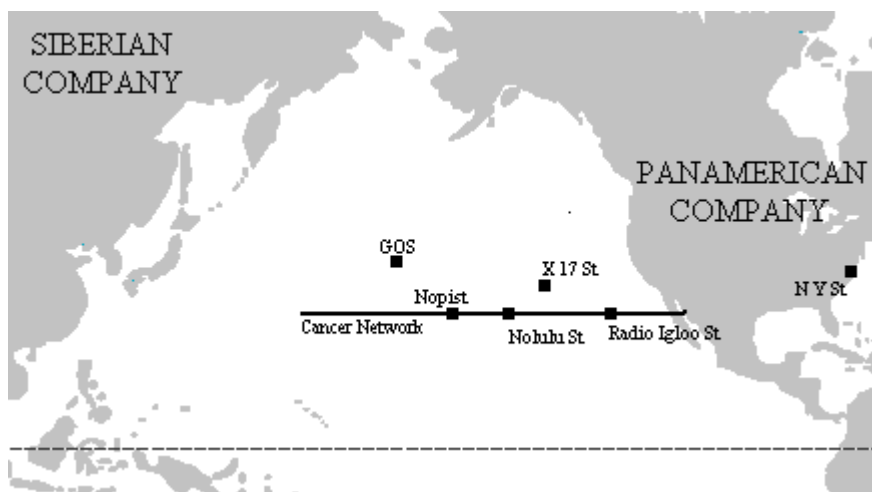 SIBERIAN
COMPANY
PANAMERICAN
COMPANY
GOS
X 17 St.
N Y St.
Nopist.
Cancer Network
Nolulu St
Radio Igloo St.